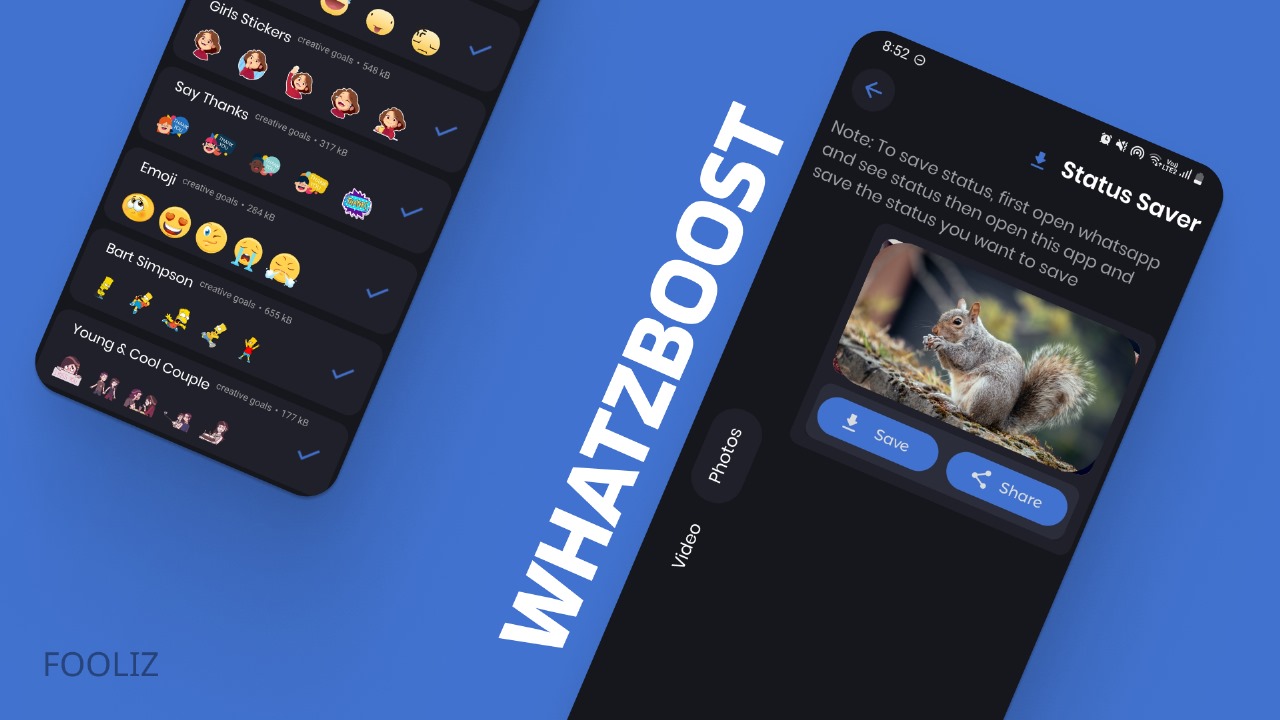 Girls Stickers creative goals • 548 kB
Say Thanks creative goals • 317 kB
Emoji creative goals • 284 kB
Bart Simpson creative goals • 655 kB
Young & Cool Couple creative goals • 177 kB
WHATZBOOST
8:52
Status Saver
Note: To save status, first open whatsapp
and see status then open this app and
save the status you want to save
Save
Share
Photos
Video
FOOLIZ